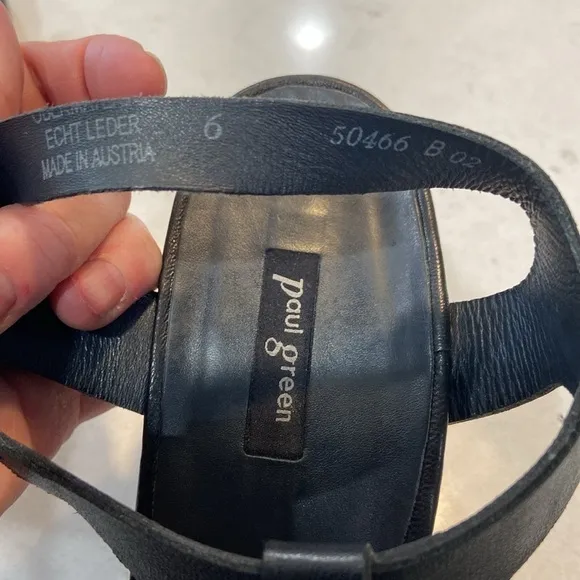 ECHT LEDER
MADE IN AUSTRIA
6
50466 B 02
paul green